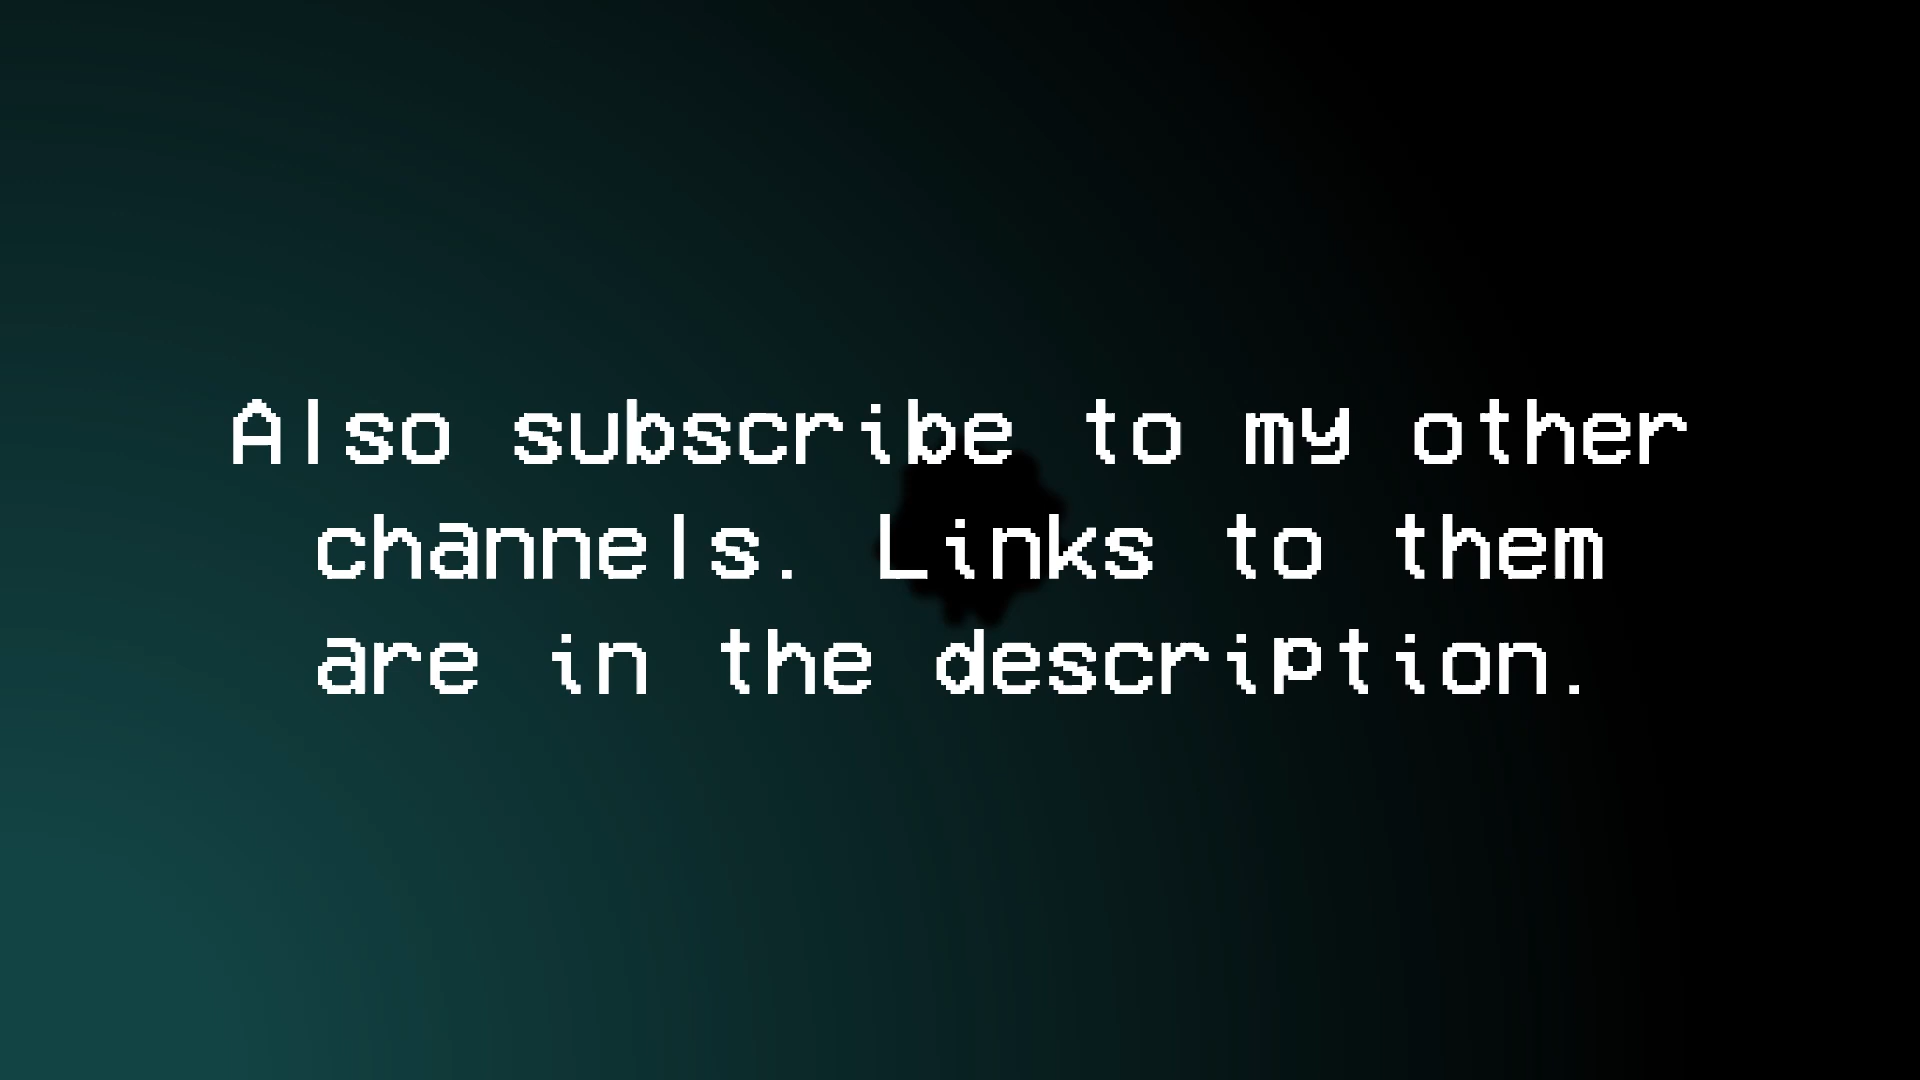 Also subscribe to my other
channels. Links to them
are in the description.